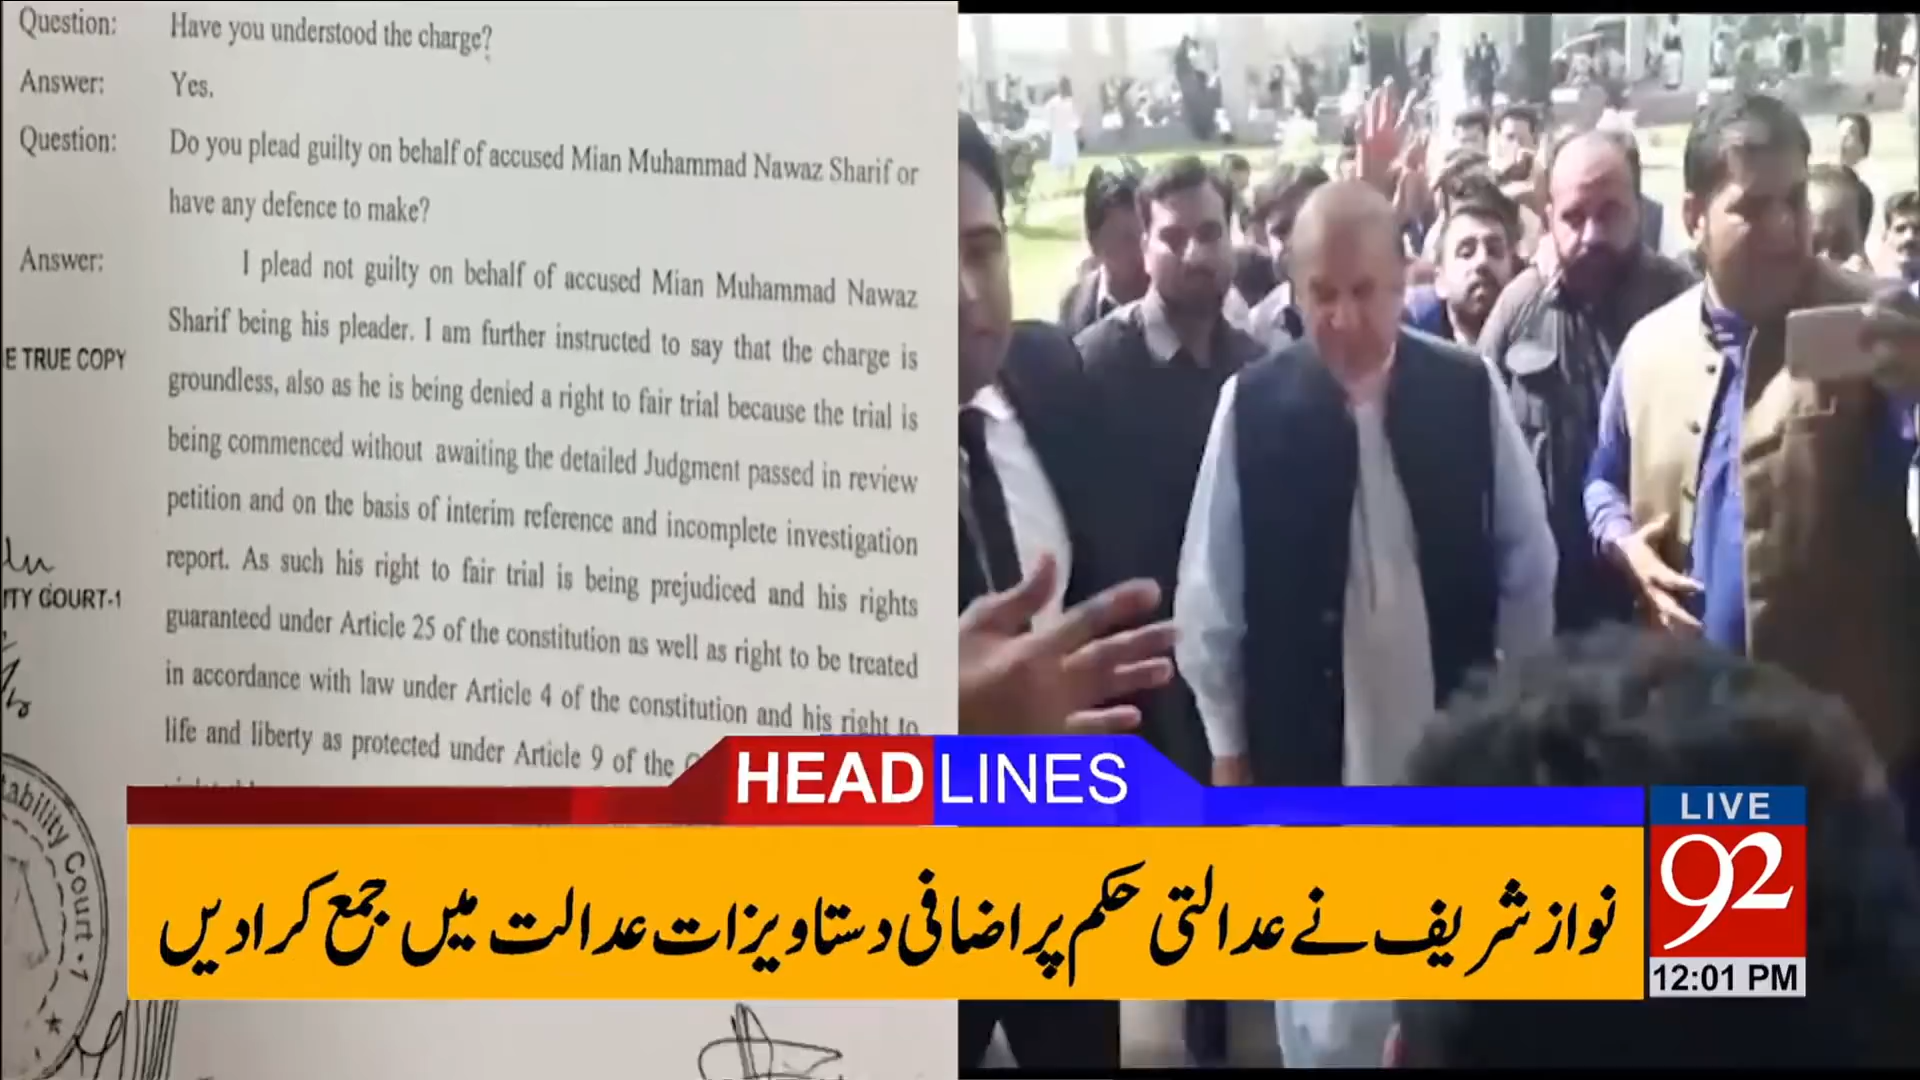 Question: Have you understood the charge?
Answer: Yes.
Question: Do you plead guilty on behalf of accused Mian Muhammad Nawaz Sharif or
have any defence to make?
Answer: I plead not guilty on behalf of accused Mian Muhammad Nawaz
Sharif being his pleader. I am further instructed to say that the charge is
E TRUE COPY
groundless, also as he is being denied a right to fair trial because the trial is
being commenced without awaiting the detailed Judgment passed in review
petition and on the basis of interim reference and incomplete investigation
report. As such his right to fair trial is being prejudiced and his rights
ITY COURT-1
guaranteed under Article 25 of the constitution as well as right to be treated
in accordance with law under Article 4 of the constitution and his right to
life and liberty as protected under Article 9 of the
tability Court - 1
HEADLINES
نواز شریف نے عدالتی حکم پر اضافی دستاویزات عدالت میں جمع کرا دیں
LIVE
92
12:01 PM